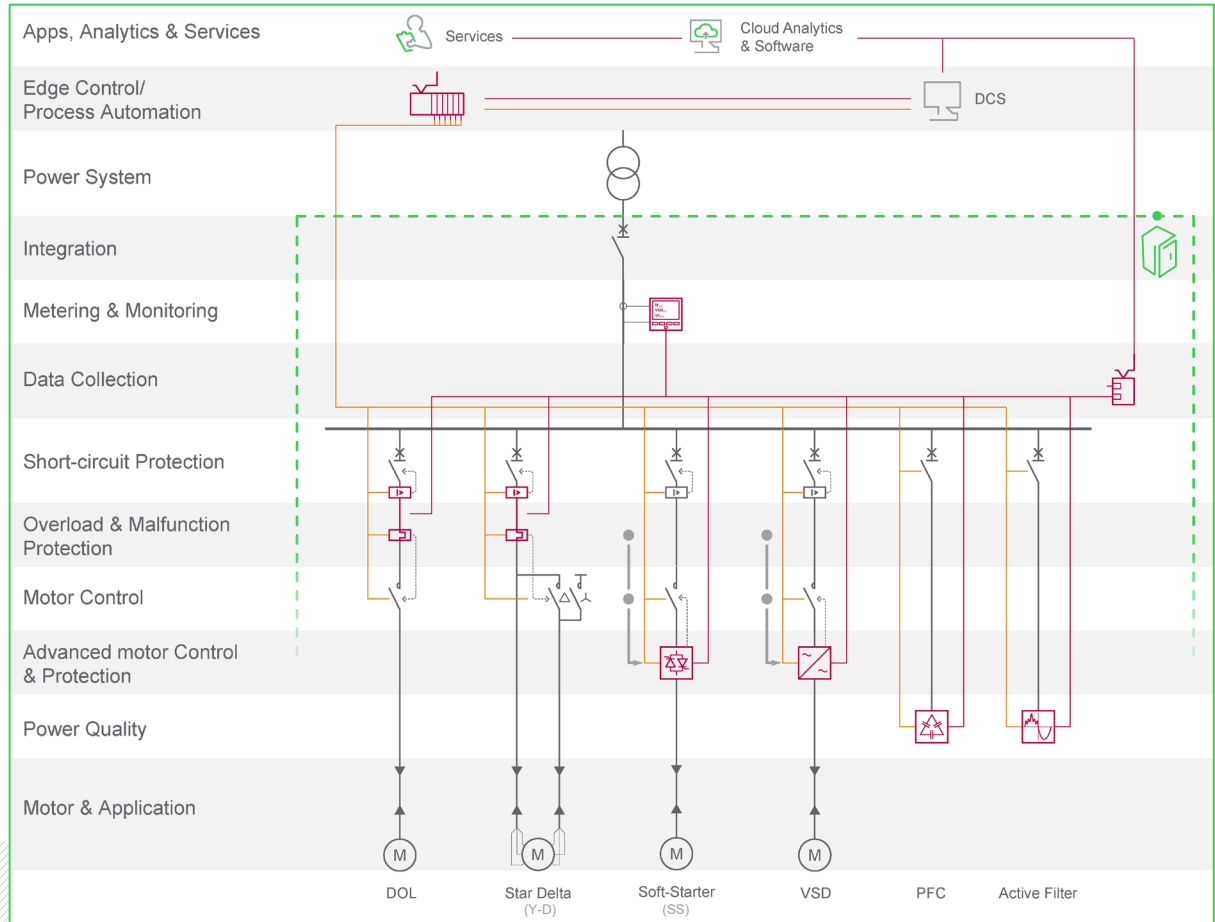 Apps, Analytics & Services
Services
Cloud Analytics
& Software
Edge Control/
Process Automation
DCS
Power System
Integration
Metering & Monitoring
Data Collection
Short-circuit Protection
I>
I>
I>
I>
Overload & Malfunction
Protection
Motor Control
Advanced motor Control
& Protection
Power Quality
Motor & Application
M
M
M
M
DOL
Star Delta
(Y-D)
Soft-Starter
(SS)
VSD
PFC
Active Filter